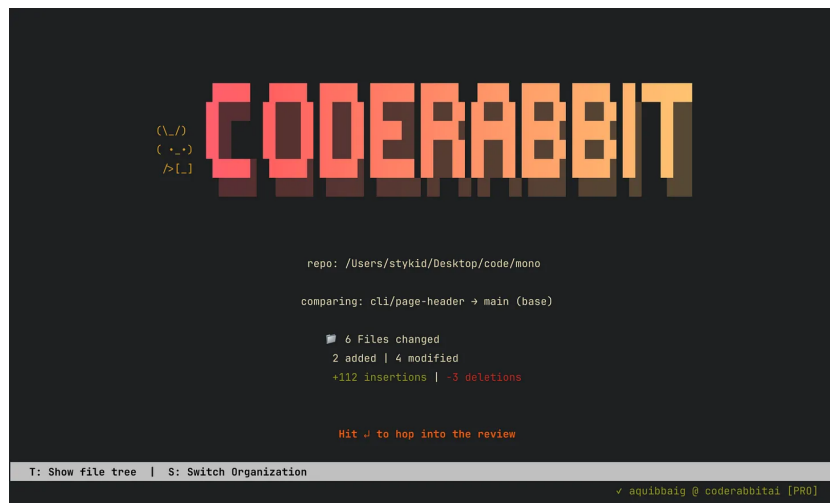 CODERABBIT
(\_/)
( •_•)
/>[_]
repo: /Users/stykid/Desktop/code/mono
comparing: cli/page-header → main (base)
6 Files changed
2 added | 4 modified
+112 insertions | -3 deletions
Hit ↲ to hop into the review
T: Show file tree | S: Switch Organization
✓ aquibbaig @ coderabbitai [PRO]